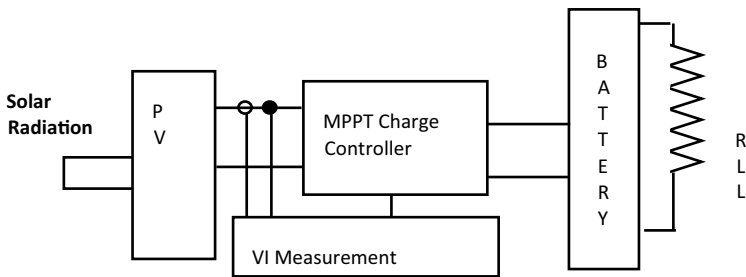 Solar
Radiation
P
V
MPPT Charge
Controller
VI Measurement
B
A
T
T
E
R
Y
R
L
L